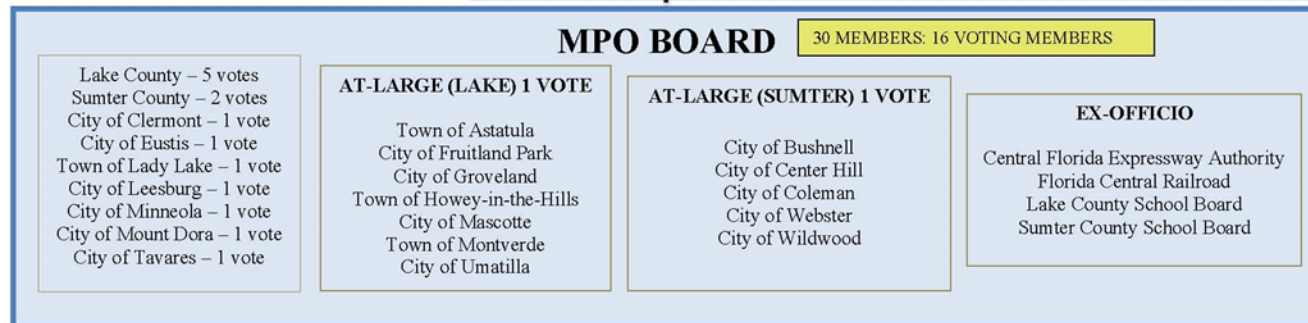 MPO BOARD
30 MEMBERS: 16 VOTING MEMBERS
Lake County – 5 votes
Sumter County – 2 votes
City of Clermont – 1 vote
City of Eustis – 1 vote
Town of Lady Lake – 1 vote
City of Leesburg – 1 vote
City of Minneola – 1 vote
City of Mount Dora – 1 vote
City of Tavares – 1 vote
AT-LARGE (LAKE) 1 VOTE
Town of Astatula
City of Fruitland Park
City of Groveland
Town of Howey-in-the-Hills
City of Mascotte
Town of Montverde
City of Umatilla
AT-LARGE (SUMTER) 1 VOTE
City of Bushnell
City of Center Hill
City of Coleman
City of Webster
City of Wildwood
EX-OFFICIO
Central Florida Expressway Authority
Florida Central Railroad
Lake County School Board
Sumter County School Board